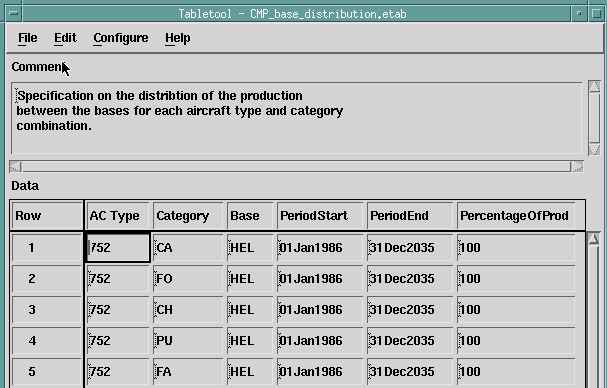 Tabletool - CMP_base_distribution.etab
File Edit Configure Help
Comment
Specification on the distribtion of the production
between the bases for each aircraft type and category
combination.
Data
Row AC Type Category Base PeriodStart PeriodEnd PercentageOfProd
1 752 CA HEL 01Jan1986 31Dec2035 100
2 752 FO HEL 01Jan1986 31Dec2035 100
3 752 CH HEL 01Jan1986 31Dec2035 100
4 752 PU HEL 01Jan1986 31Dec2035 100
5 752 FA HEL 01Jan1986 31Dec2035 100